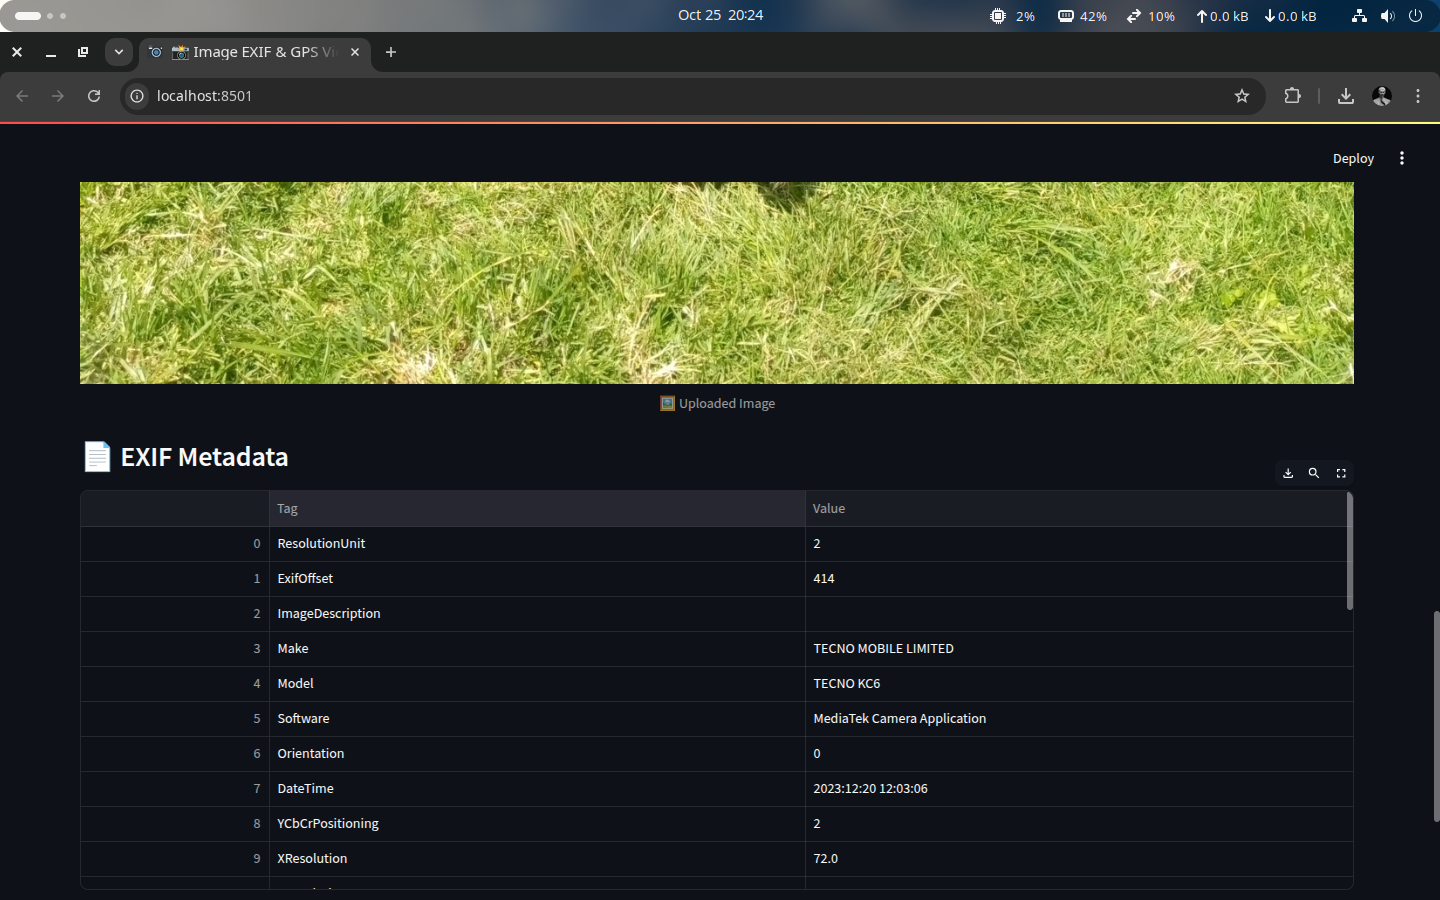 Oct 25 20:24
2%
42%
10%
0.0 kB
0.0 kB
Image EXIF & GPS
localhost:8501
Deploy
Uploaded Image
EXIF Metadata
Tag Value
0 ResolutionUnit 2
1 ExifOffset 414
2 ImageDescription
3 Make TECNO MOBILE LIMITED
4 Model TECNO KC6
5 Software MediaTek Camera Application
6 Orientation 0
7 DateTime 2023:12:20 12:03:06
8 YCbCrPositioning 2
9 XResolution 72.0